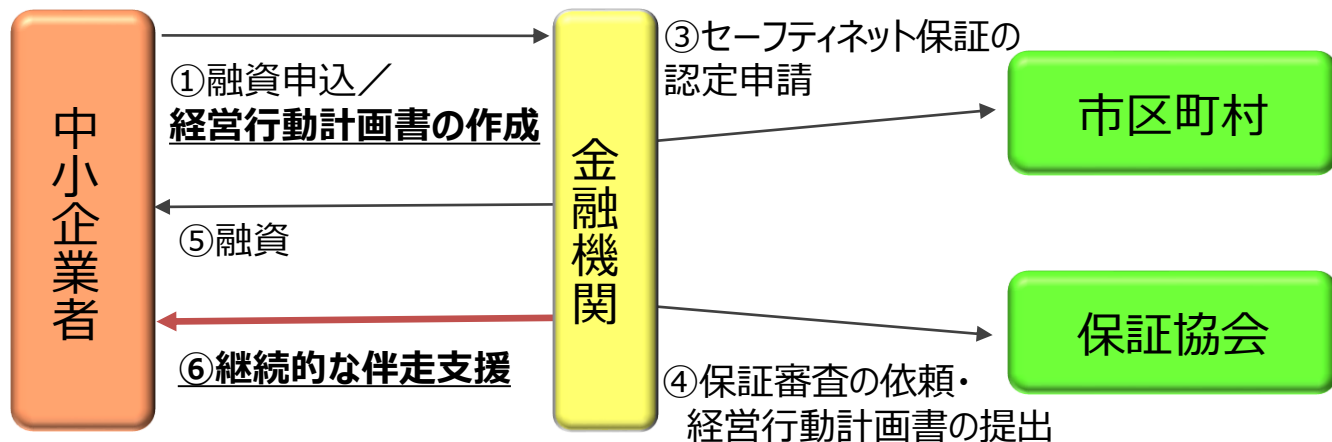 中小企業者
①融資申込／
経営行動計画書の作成
⑤融資
⑥継続的な伴走支援
金融機関
③セーフティネット保証の
認定申請
④保証審査の依頼・
経営行動計画書の提出
市区町村
保証協会